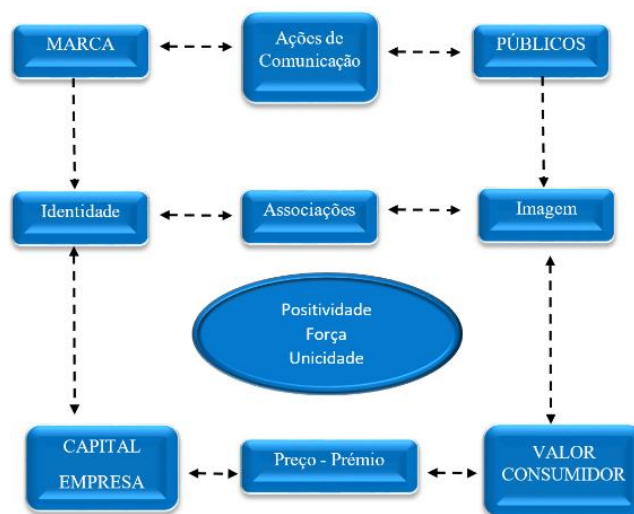 MARCA
Ações de
Comunicação
PÚBLICOS
Identidade
Associações
Imagem
Positividade
Força
Unicidade
CAPITAL
EMPRESA
Preço - Prémio
VALOR
CONSUMIDOR